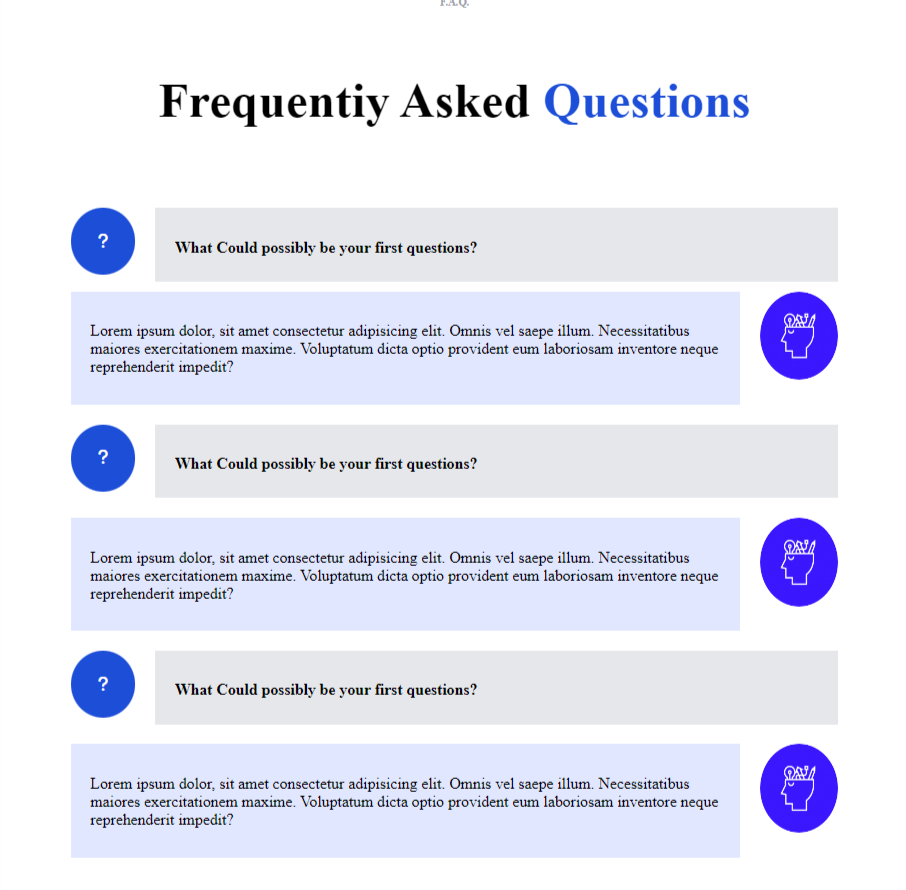 F.A.Q.
Frequentiy Asked Questions
?
What Could possibly be your first questions?
Lorem ipsum dolor, sit amet consectetur adipisicing elit. Omnis vel saepe illum. Necessitatibus
maiores exercitationem maxime. Voluptatum dicta optio provident eum laboriosam inventore neque
reprehenderit impedit?
?
What Could possibly be your first questions?
Lorem ipsum dolor, sit amet consectetur adipisicing elit. Omnis vel saepe illum. Necessitatibus
maiores exercitationem maxime. Voluptatum dicta optio provident eum laboriosam inventore neque
reprehenderit impedit?
?
What Could possibly be your first questions?
Lorem ipsum dolor, sit amet consectetur adipisicing elit. Omnis vel saepe illum. Necessitatibus
maiores exercitationem maxime. Voluptatum dicta optio provident eum laboriosam inventore neque
reprehenderit impedit?